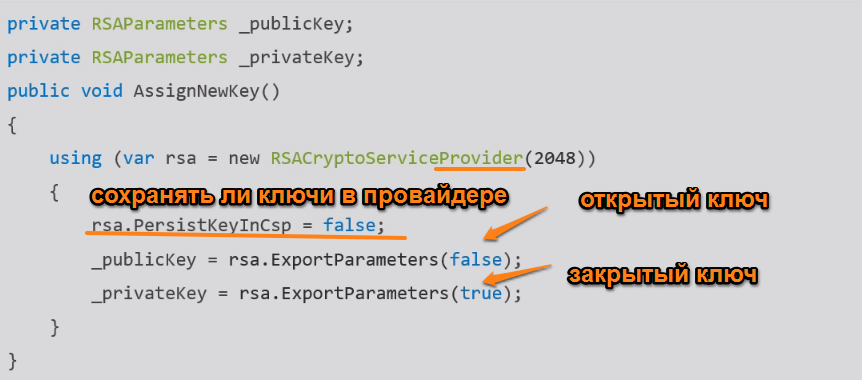 private RSAParameters _publicKey;
private RSAParameters _privateKey;
public void AssignNewKey()
{
using (var rsa = new RSACryptoServiceProvider(2048))
{
сохранять ли ключи в провайдере
открытый ключ
rsa.PersistKeyInCsp = false;
_publicKey = rsa.ExportParameters(false);
закрытый ключ
_privateKey = rsa.ExportParameters(true);
}
}